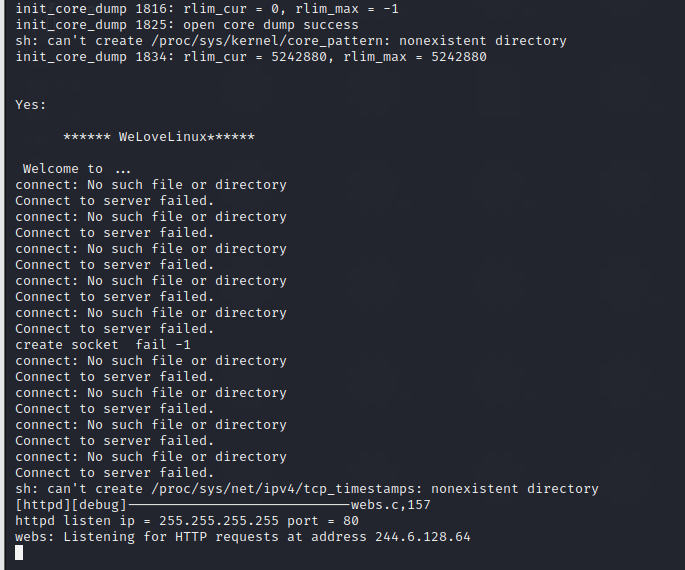 init_core_dump 1816: rlim_cur = 0, rlim_max = -1
init_core_dump 1825: open core dump success
sh: can't create /proc/sys/kernel/core_pattern: nonexistent directory
init_core_dump 1834: rlim_cur = 5242880, rlim_max = 5242880
Yes:
****** WeLoveLinux******
Welcome to ...
connect: No such file or directory
Connect to server failed.
connect: No such file or directory
Connect to server failed.
connect: No such file or directory
Connect to server failed.
connect: No such file or directory
Connect to server failed.
connect: No such file or directory
Connect to server failed.
create socket  fail -1
connect: No such file or directory
Connect to server failed.
connect: No such file or directory
Connect to server failed.
connect: No such file or directory
Connect to server failed.
connect: No such file or directory
Connect to server failed.
sh: can't create /proc/sys/net/ipv4/tcp_timestamps: nonexistent directory
[httpd][debug]----------------------------webs.c,157
httpd listen ip = 255.255.255.255 port = 80
webs: Listening for HTTP requests at address 244.6.128.64